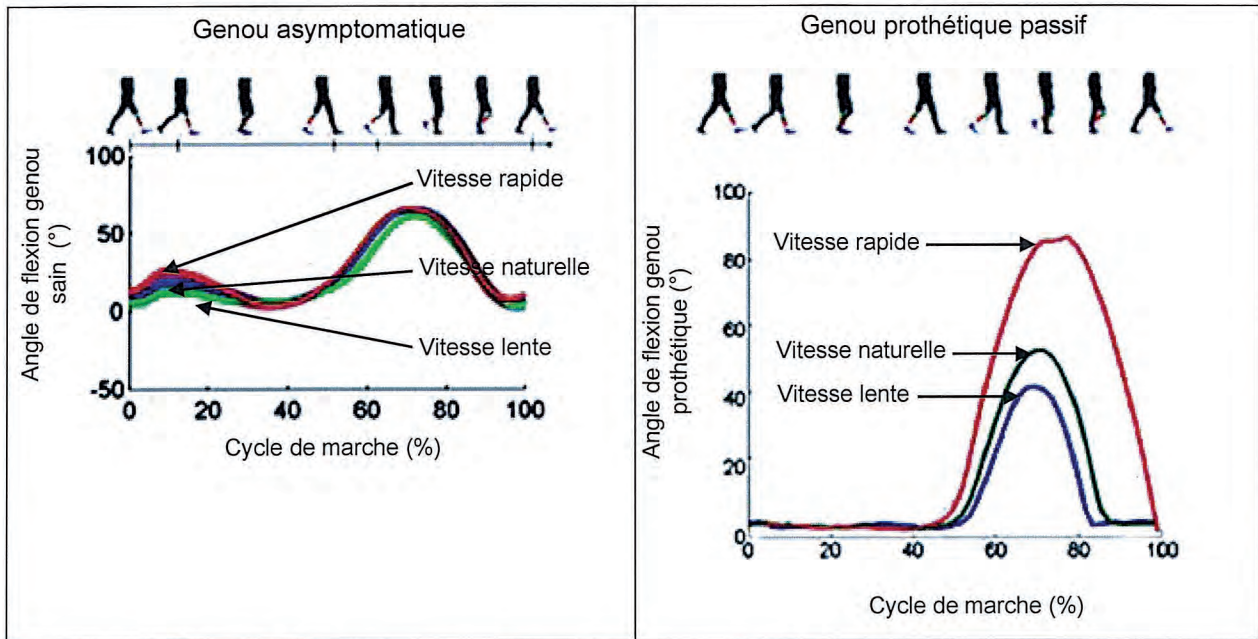 Genou asymptomatique
100
50
0
-50
Angle de flexion genou
sain (°)
Vitesse rapide
Vitesse naturelle
Vitesse lente
0 20 40 60 80 100
Cycle de marche (%)
Genou prothétique passif
100
80
60
40
20
0
Angle de flexion genou
prothétique (°)
Vitesse rapide
Vitesse naturelle
Vitesse lente
0 20 40 60 80 100
Cycle de marche (%)